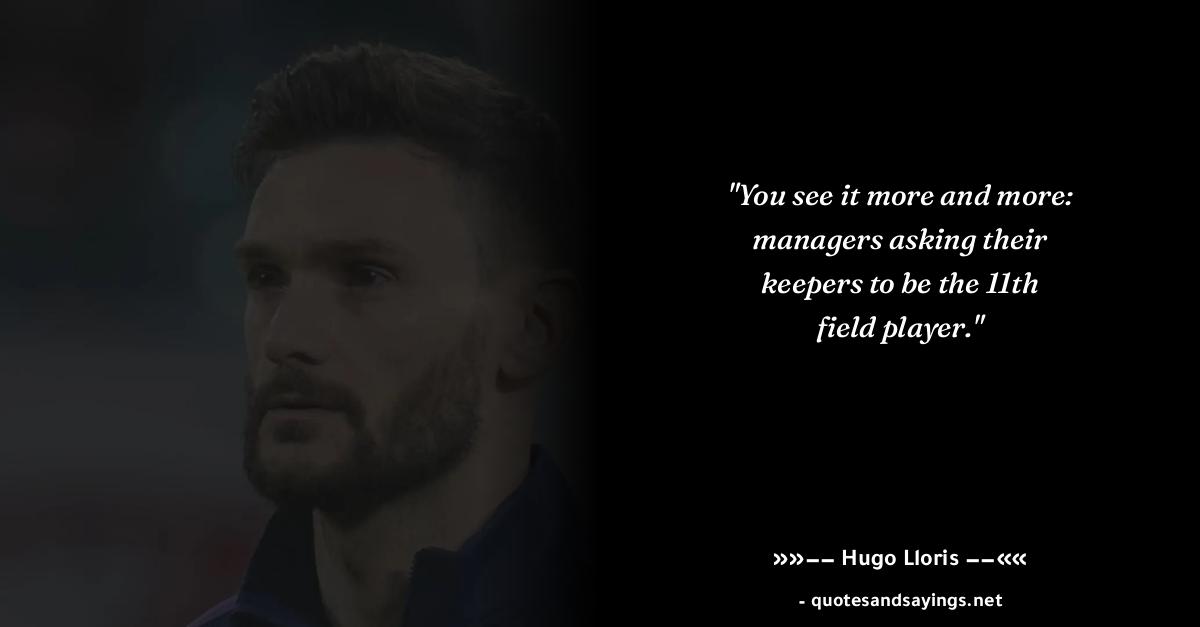 "You see it more and more:
managers asking their
keepers to be the 11th
field player."
»»–– Hugo Lloris ––««
- quotesandsayings.net